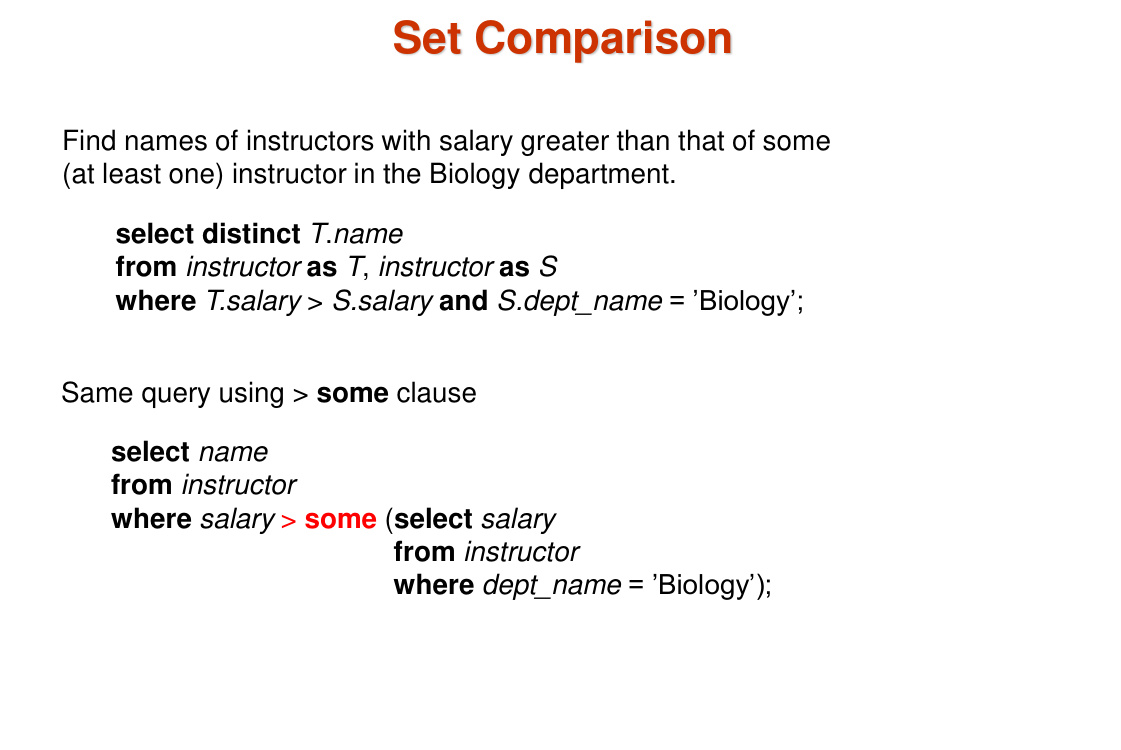 Set Comparison
Find names of instructors with salary greater than that of some
(at least one) instructor in the Biology department.
select distinct T.name
from instructor as T, instructor as S
where T.salary > S.salary and S.dept_name = ’Biology’;
Same query using > some clause
select name
from instructor
where salary > some (select salary
from instructor
where dept_name = ’Biology’);